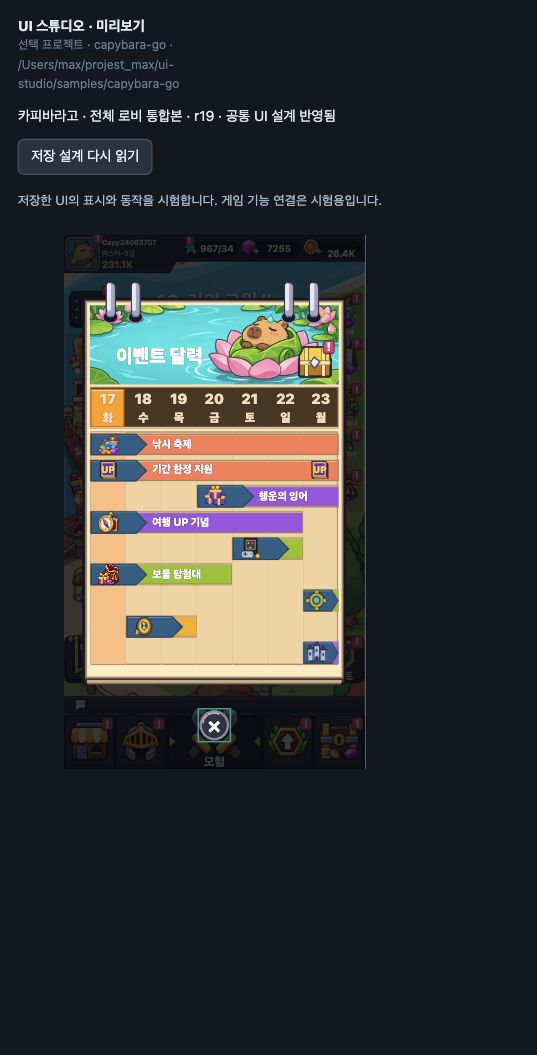 UI 스튜디오 · 미리보기
선택 프로젝트 · capybara-go ·
/Users/max/projest_max/ui-
studio/samples/capybara-go
카피바라고 · 전체 로비 통합본 · r19 · 공통 UI 설계 반영됨
저장 설계 다시 읽기
저장한 UI의 표시와 동작을 시험합니다. 게임 기능 연결은 시험용입니다.
Capy24063707
마스터-3급
231.1K
967/34
7255
26.4K
이벤트 달력
17 18 19 20 21 22 23
화 수 목 금 토 일 월
낚시 축제
UP 기간 한정 지원 UP
행운의 잉어
여행 UP 기념
보물 탐험대
모험